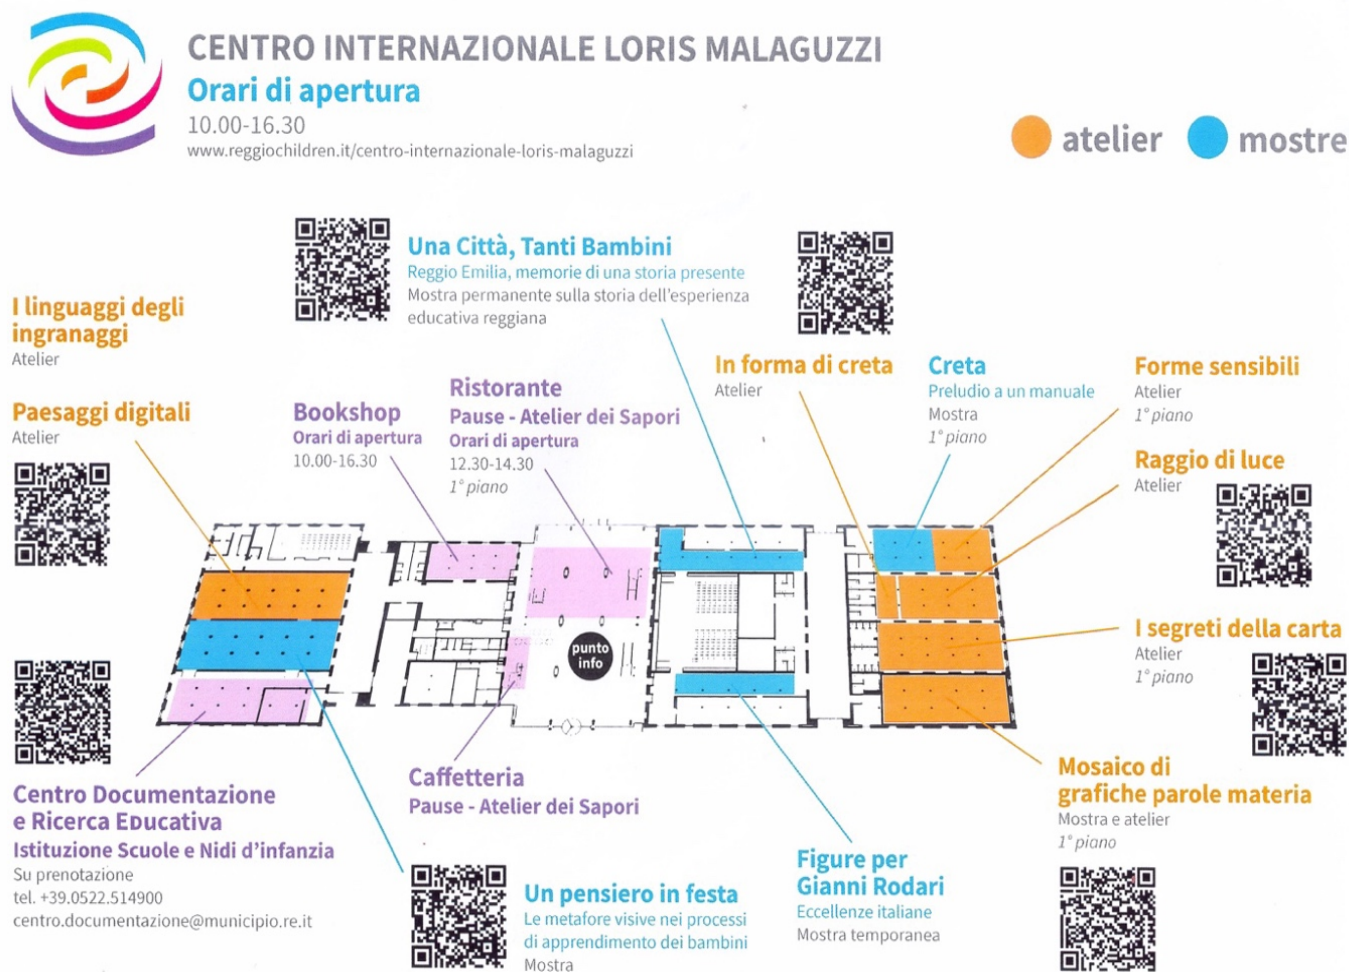 CENTRO INTERNAZIONALE LORIS MALAGUZZI
Orari di apertura
10.00-16.30
www.reggiochildren.it/centro-internazionale-loris-malaguzzi
atelier
mostre
Una Città, Tanti Bambini
Reggio Emilia, memorie di una storia presente
Mostra permanente sulla storia dell'esperienza
educativa reggiana
I linguaggi degli
ingranaggi
Atelier
Paesaggi digitali
Atelier
Bookshop
Orari di apertura
10.00-16.30
Ristorante
Pause - Atelier dei Sapori
Orari di apertura
12.30-14.30
1° piano
In forma di creta
Atelier
Creta
Preludio a un manuale
Mostra
1° piano
Forme sensibili
Atelier
1° piano
Raggio di luce
Atelier
punto
info
I segreti della carta
Atelier
1° piano
Centro Documentazione
e Ricerca Educativa
Istituzione Scuole e Nidi d'infanzia
Su prenotazione
tel. +39.0522.514900
centro.documentazione@municipio.re.it
Caffetteria
Pause - Atelier dei Sapori
Un pensiero in festa
Le metafore visive nei processi
di apprendimento dei bambini
Mostra
Figure per
Gianni Rodari
Eccellenze italiane
Mostra temporanea
Mosaico di
grafiche parole materia
Mostra e atelier
1° piano